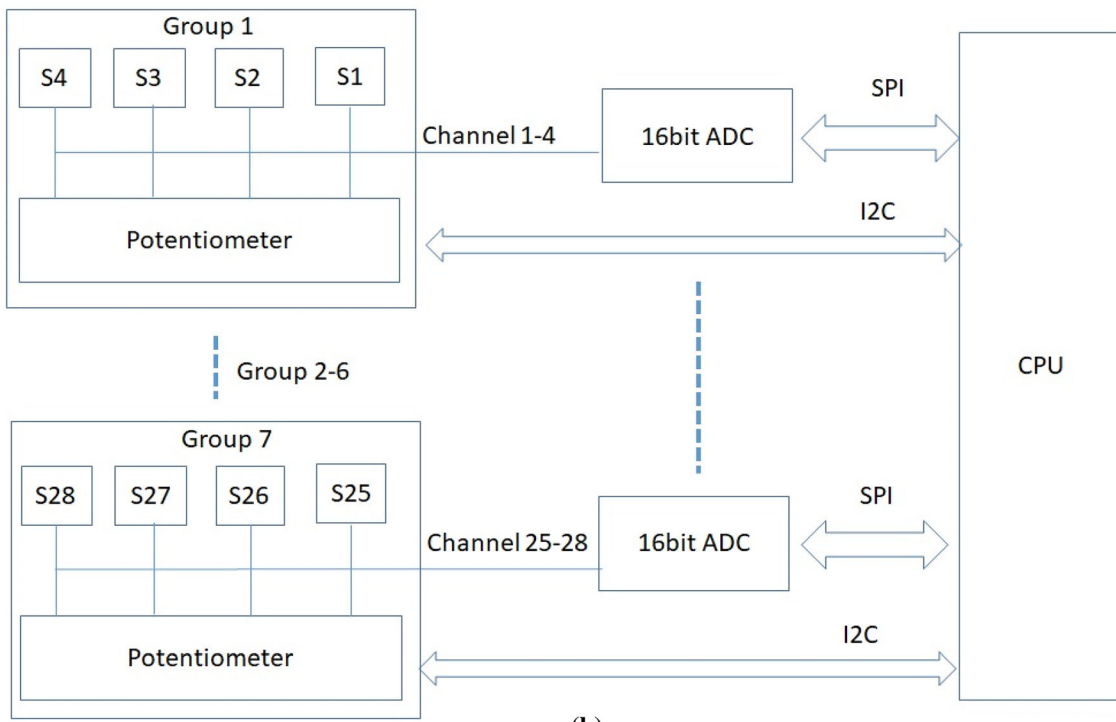 Group 1
S4 S3 S2 S1
SPI
Channel 1-4
16bit ADC
I2C
Potentiometer
CPU
Group 2-6
Group 7
S28 S27 S26 S25
SPI
Channel 25-28
16bit ADC
I2C
Potentiometer